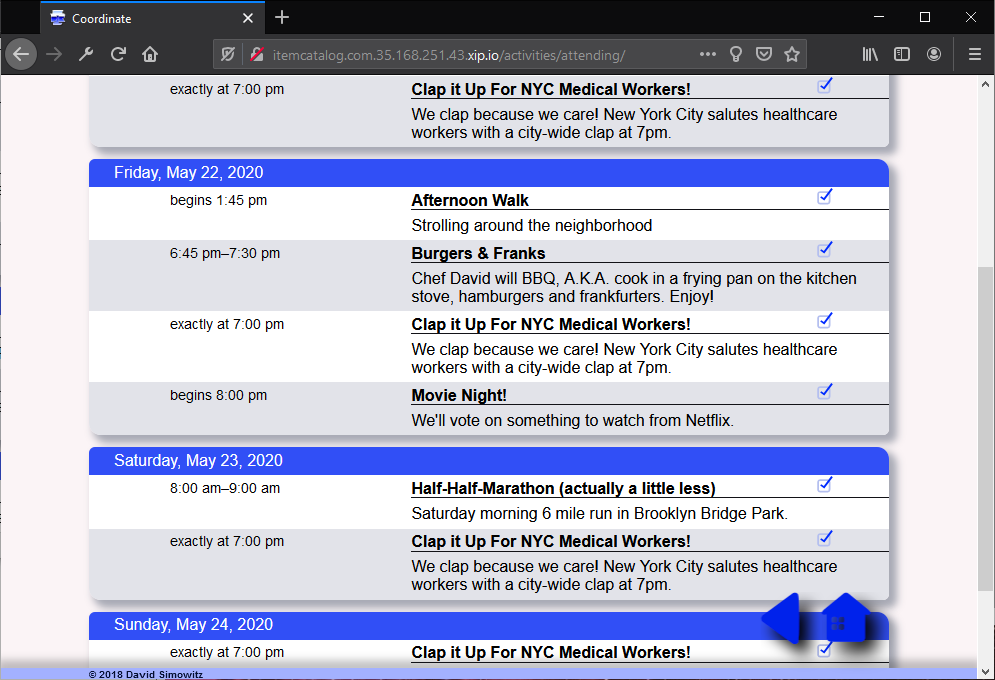 Coordinate
itemcatalog.com.35.168.251.43.xip.io/activities/attending/
exactly at 7:00 pm
Clap it Up For NYC Medical Workers!
We clap because we care! New York City salutes healthcare
workers with a city-wide clap at 7pm.
Friday, May 22, 2020
begins 1:45 pm
Afternoon Walk
Strolling around the neighborhood
6:45 pm–7:30 pm
Burgers & Franks
Chef David will BBQ, A.K.A. cook in a frying pan on the kitchen
stove, hamburgers and frankfurters. Enjoy!
exactly at 7:00 pm
Clap it Up For NYC Medical Workers!
We clap because we care! New York City salutes healthcare
workers with a city-wide clap at 7pm.
begins 8:00 pm
Movie Night!
We'll vote on something to watch from Netflix.
Saturday, May 23, 2020
8:00 am–9:00 am
Half-Half-Marathon (actually a little less)
Saturday morning 6 mile run in Brooklyn Bridge Park.
exactly at 7:00 pm
Clap it Up For NYC Medical Workers!
We clap because we care! New York City salutes healthcare
workers with a city-wide clap at 7pm.
Sunday, May 24, 2020
exactly at 7:00 pm
Clap it Up For NYC Medical Workers!
© 2018 David Simowitz